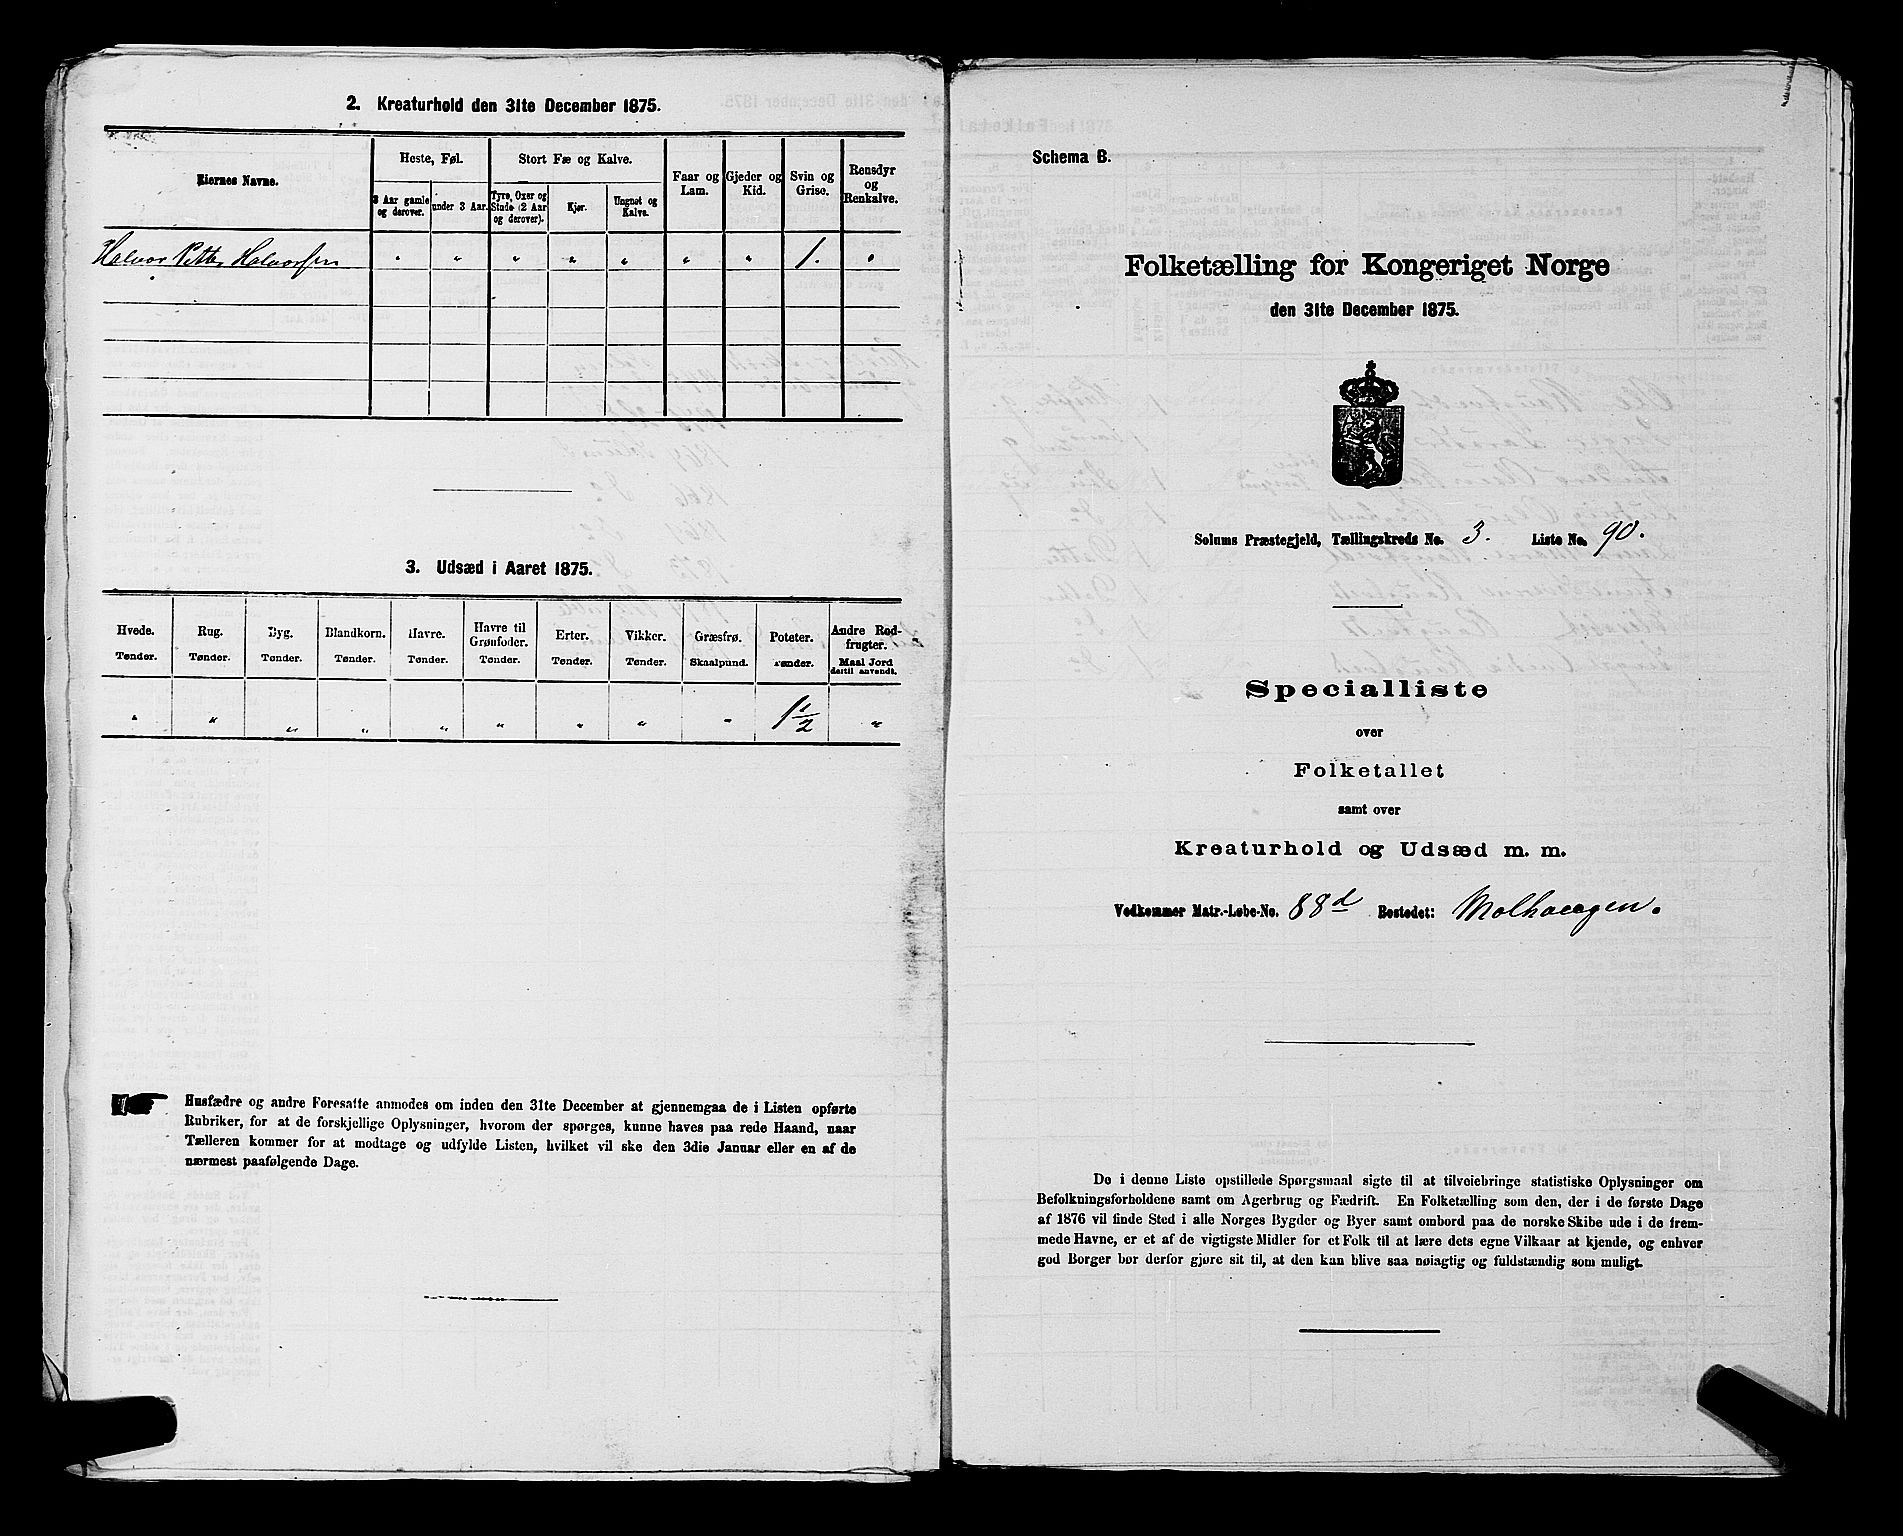 2. Kreaturhold den 31te December 1875.
Eiernes Navne.
Heste, Føl.
Stort Fæ og Kalve.
Faar og Lam.
Gjeder og Kid.
Svin og Grise.
Rensdyr og Renkalve.
3 Aar gamle og derover.
under 3 Aar.
Tyre, Oxer og Stude (2 Aar og derover).
Kjør.
Ungnøt og Kalve.
Halvor Petter Halvorsen " " " " " " " 1. "
3. Udsæd i Aaret 1875.
Hvede. Rug. Byg. Blandkorn. Havre. Havre til Grønfoder. Erter. Vikker. Græsfrø. Poteter. Andre Rodfrugter.
Tønder. Tønder. Tønder. Tønder. Tønder. Tønder. Tønder. Tønder. Skaalpund. Tønder. Maal Jord dertil anvendt.
" " " " " " " " " 1 1/2 "
Husfædre og andre Foresatte anmodes om inden den 31te December at gjennemgaa de i Listen opførte
Rubriker, for at de forskjellige Oplysninger, hvorom der spørges, kunne haves paa rede Haand, naar
Tælleren kommer for at modtage og udfylde Listen, hvilket vil ske den 3die Januar eller en af de
nærmest paafølgende Dage.
Schema B.
Folketælling for Kongeriget Norge
den 31te December 1875.
Solums Præstegjeld, Tællingskreds No. 3. Liste No. 90.
Specialliste
over
Folketallet
samt over
Kreaturhold og Udsæd m. m.
Vedkommer Matr.-Løbe-No. 88d Bostedet: Molhaugen.
De i denne Liste opstillede Spørgsmaal sigte til at tilveiebringe statistiske Oplysninger om
Befolkningsforholdene samt om Agerbrug og Fædrift. En Folketælling som den, der i de første Dage
af 1876 vil finde Sted i alle Norges Bygder og Byer samt ombord paa de norske Skibe ude i de frem-
mede Havne, er et af de vigtigste Midler for et Folk til at lære dets egne Vilkaar at kjende, og enhver
god Borger bør derfor gjøre sit til, at den kan blive saa nøiagtig og fuldstændig som muligt.